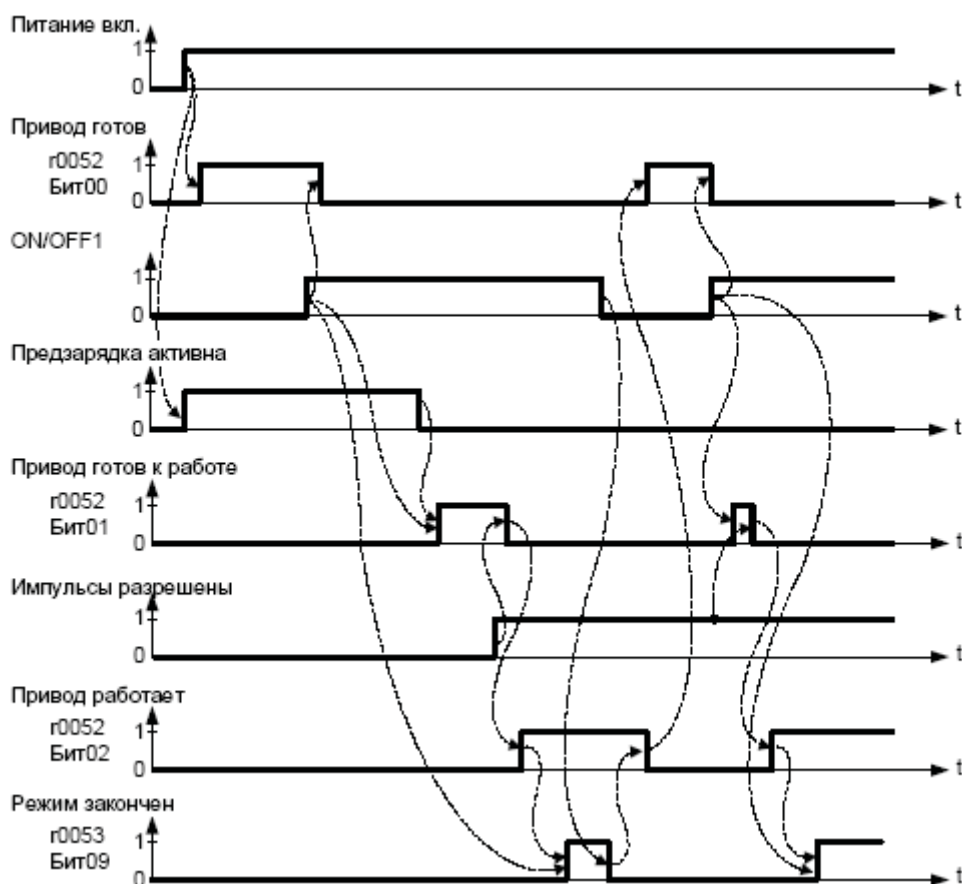 Питание вкл.
1
0
t
Привод готов
r0052
Бит00
1
0
t
ON/OFF1
1
0
t
Предзарядка активна
1
0
t
Привод готов к работе
r0052
Бит01
1
0
t
Импульсы разрешены
1
0
t
Привод работает
r0052
Бит02
1
0
t
Режим закончен
r0053
Бит09
1
0
t